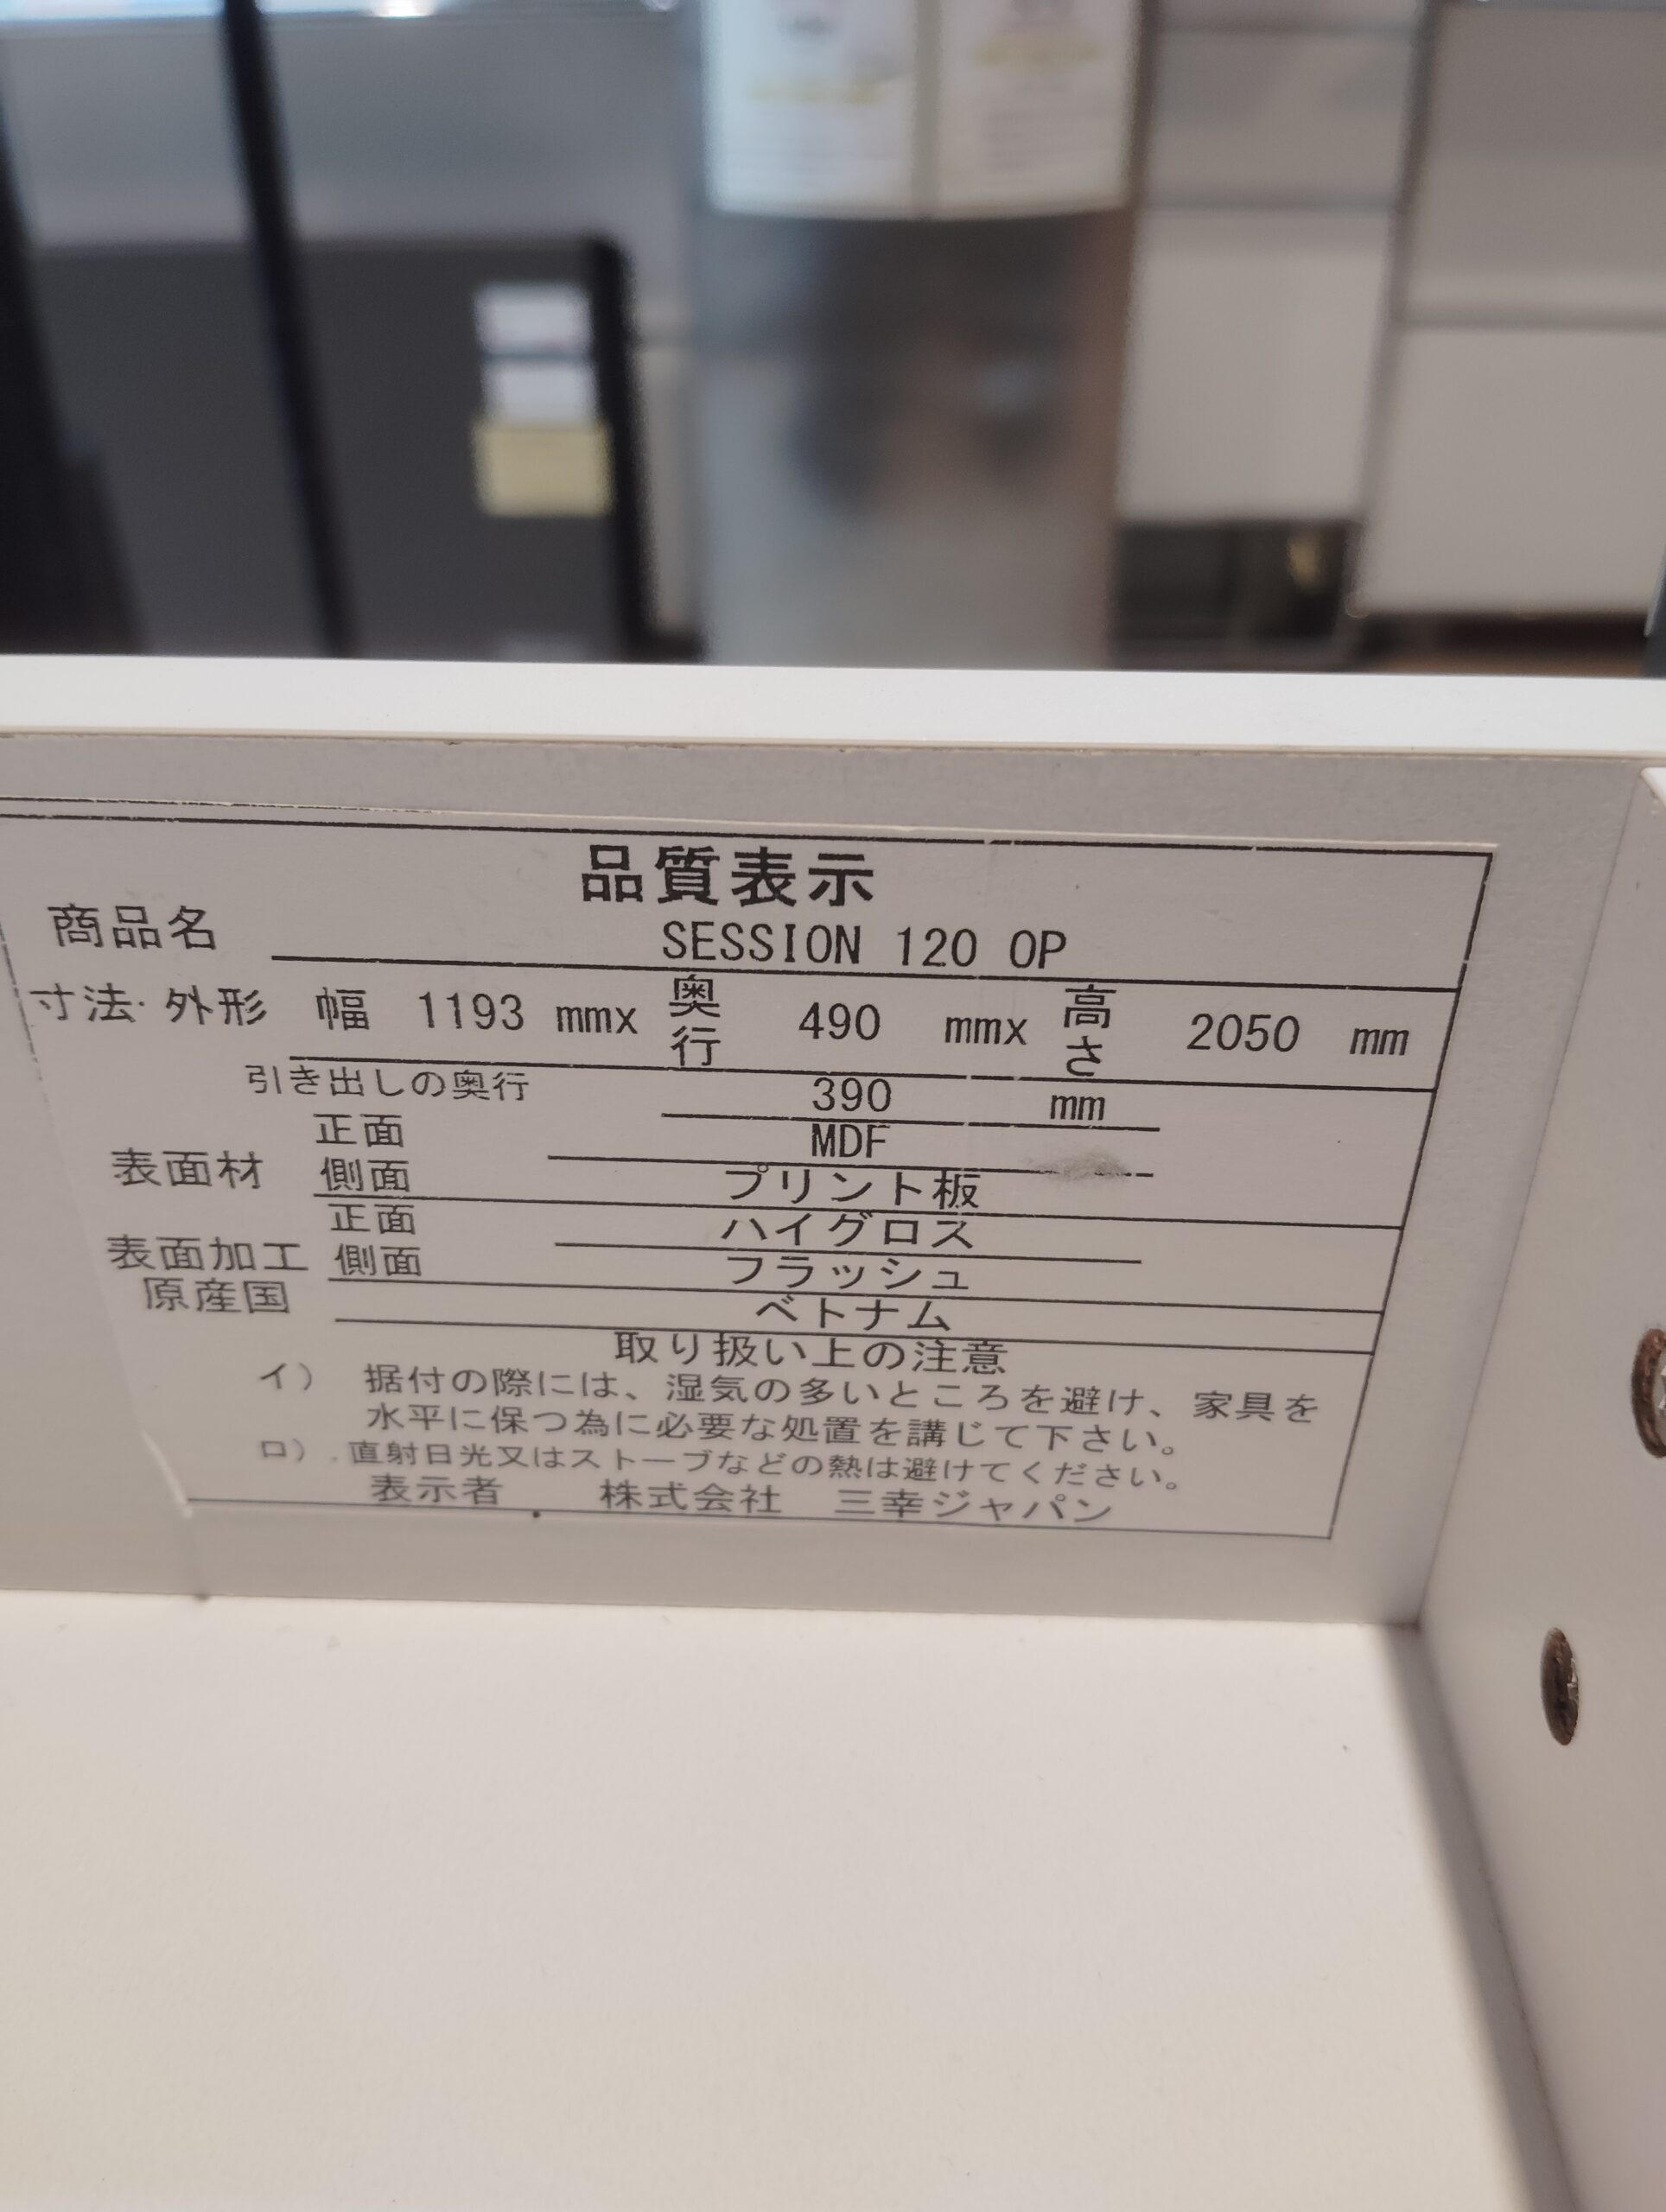 品質表示
商品名 SESSION 120 OP
寸法・外形 幅 1193 mmx 奥行 490 mmx 高さ 2050 mm
引き出しの奥行 390 mm
表面材 正面 MDF
側面 プリント板
表面加工 正面 ハイグロス
側面 フラッシュ
原産国 ベトナム
取り扱い上の注意
イ) 据付の際には、湿気の多いところを避け、家具を
水平に保つ為に必要な処置を講じて下さい。
ロ) 直射日光又はストーブなどの熱は避けてください。
表示者 株式会社 三幸ジャパン